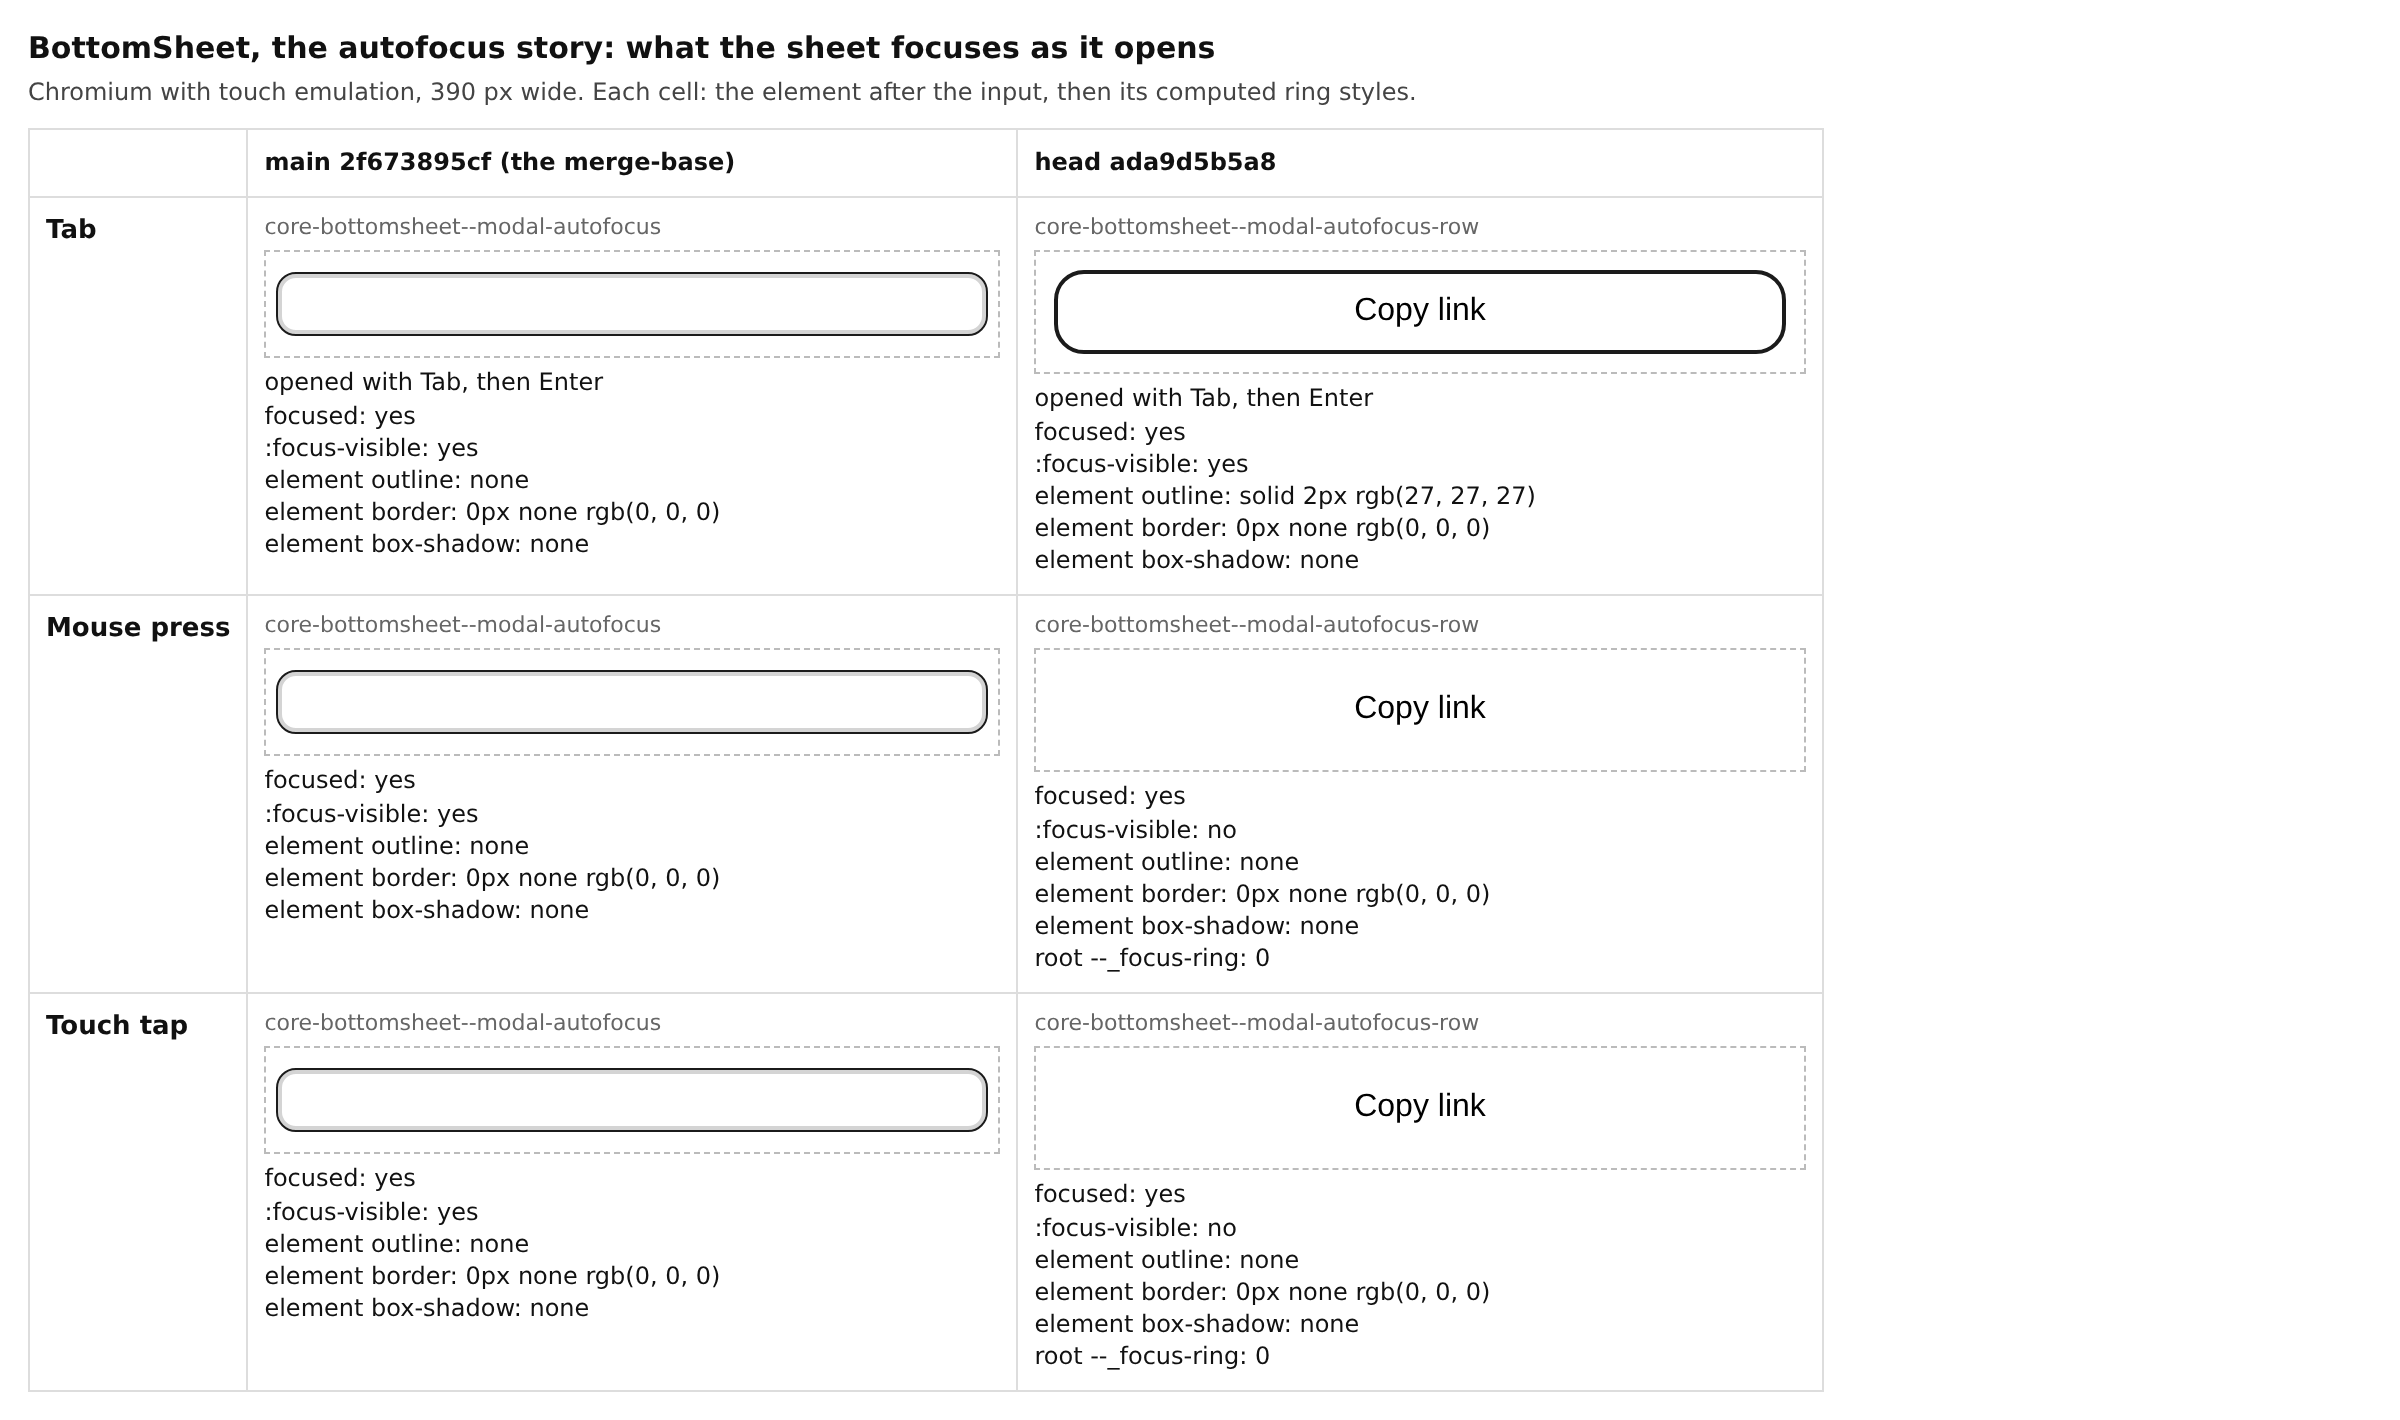 BottomSheet, the autofocus story: what the sheet focuses as it opens
Chromium with touch emulation, 390 px wide. Each cell: the element after the input, then its computed ring styles.
main 2f673895cf (the merge-base)
head ada9d5b5a8
Tab
core-bottomsheet--modal-autofocus
opened with Tab, then Enter
focused: yes
:focus-visible: yes
element outline: none
element border: 0px none rgb(0, 0, 0)
element box-shadow: none
core-bottomsheet--modal-autofocus-row
Copy link
opened with Tab, then Enter
focused: yes
:focus-visible: yes
element outline: solid 2px rgb(27, 27, 27)
element border: 0px none rgb(0, 0, 0)
element box-shadow: none
Mouse press
core-bottomsheet--modal-autofocus
focused: yes
:focus-visible: yes
element outline: none
element border: 0px none rgb(0, 0, 0)
element box-shadow: none
core-bottomsheet--modal-autofocus-row
Copy link
focused: yes
:focus-visible: no
element outline: none
element border: 0px none rgb(0, 0, 0)
element box-shadow: none
root --_focus-ring: 0
Touch tap
core-bottomsheet--modal-autofocus
focused: yes
:focus-visible: yes
element outline: none
element border: 0px none rgb(0, 0, 0)
element box-shadow: none
core-bottomsheet--modal-autofocus-row
Copy link
focused: yes
:focus-visible: no
element outline: none
element border: 0px none rgb(0, 0, 0)
element box-shadow: none
root --_focus-ring: 0